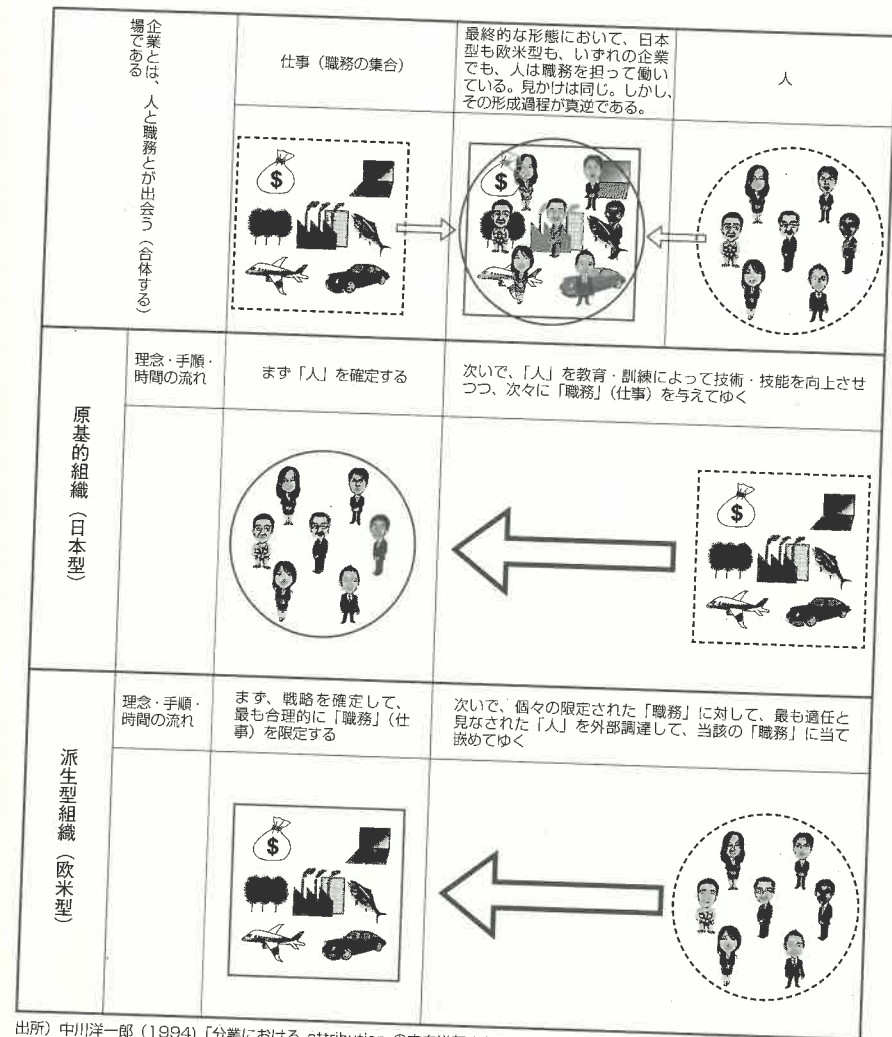 企業とは、人と職務とが出会う（合体する）
場である
仕事（職務の集合）
最終的な形態において、日本
型も欧米型も、いずれの企業
でも、人は職務を担って働い
ている。見かけは同じ。しかし、
その形成過程が真逆である。
人
$
$
原基的組織（日本型）
理念・手順・
時間の流れ
まず「人」を確定する
次いで、「人」を教育・訓練によって技術・技能を向上させ
つつ、次々に「職務」（仕事）を与えてゆく
$
派生型組織（欧米型）
理念・手順・
時間の流れ
まず、戦略を確定して、
最も合理的に「職務」（仕
事）を限定する
次いで、個々の限定された「職務」に対して、最も適任と
見なされた「人」を外部調達して、当該の「職務」に当て
嵌めてゆく
$
出所）中川洋一郎（1994）「分業における attribution の